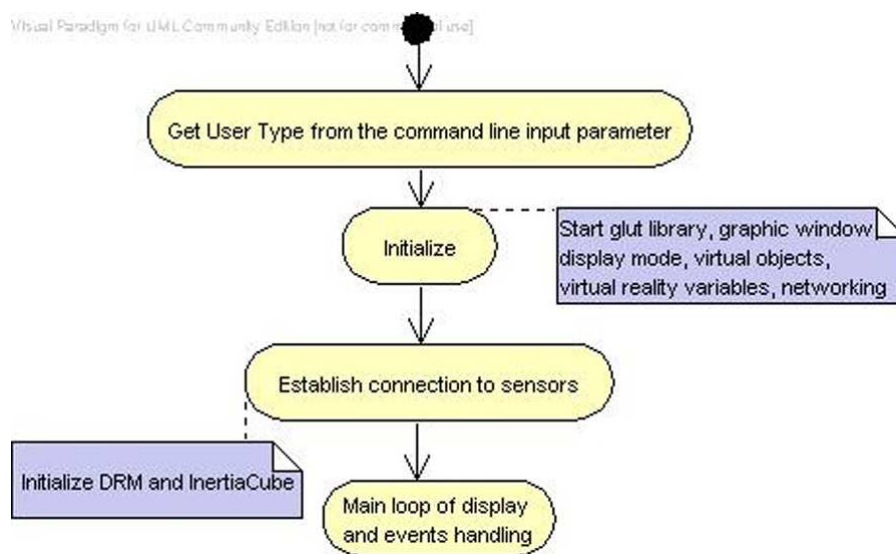 Visual Paradigm for UML Community Edition [not for commercial use]
Get User Type from the command line input parameter
Initialize
Start glut library, graphic window
display mode, virtual objects,
virtual reality variables, networking
Establish connection to sensors
Initialize DRM and InertiaCube
Main loop of display
and events handling